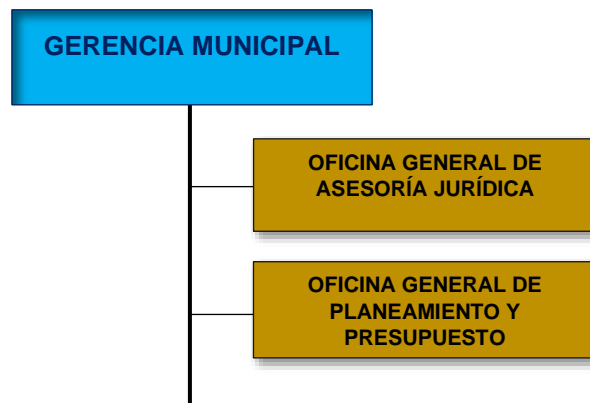 GERENCIA MUNICIPAL
OFICINA GENERAL DE
ASESORÍA JURÍDICA
OFICINA GENERAL DE
PLANEAMIENTO Y
PRESUPUESTO